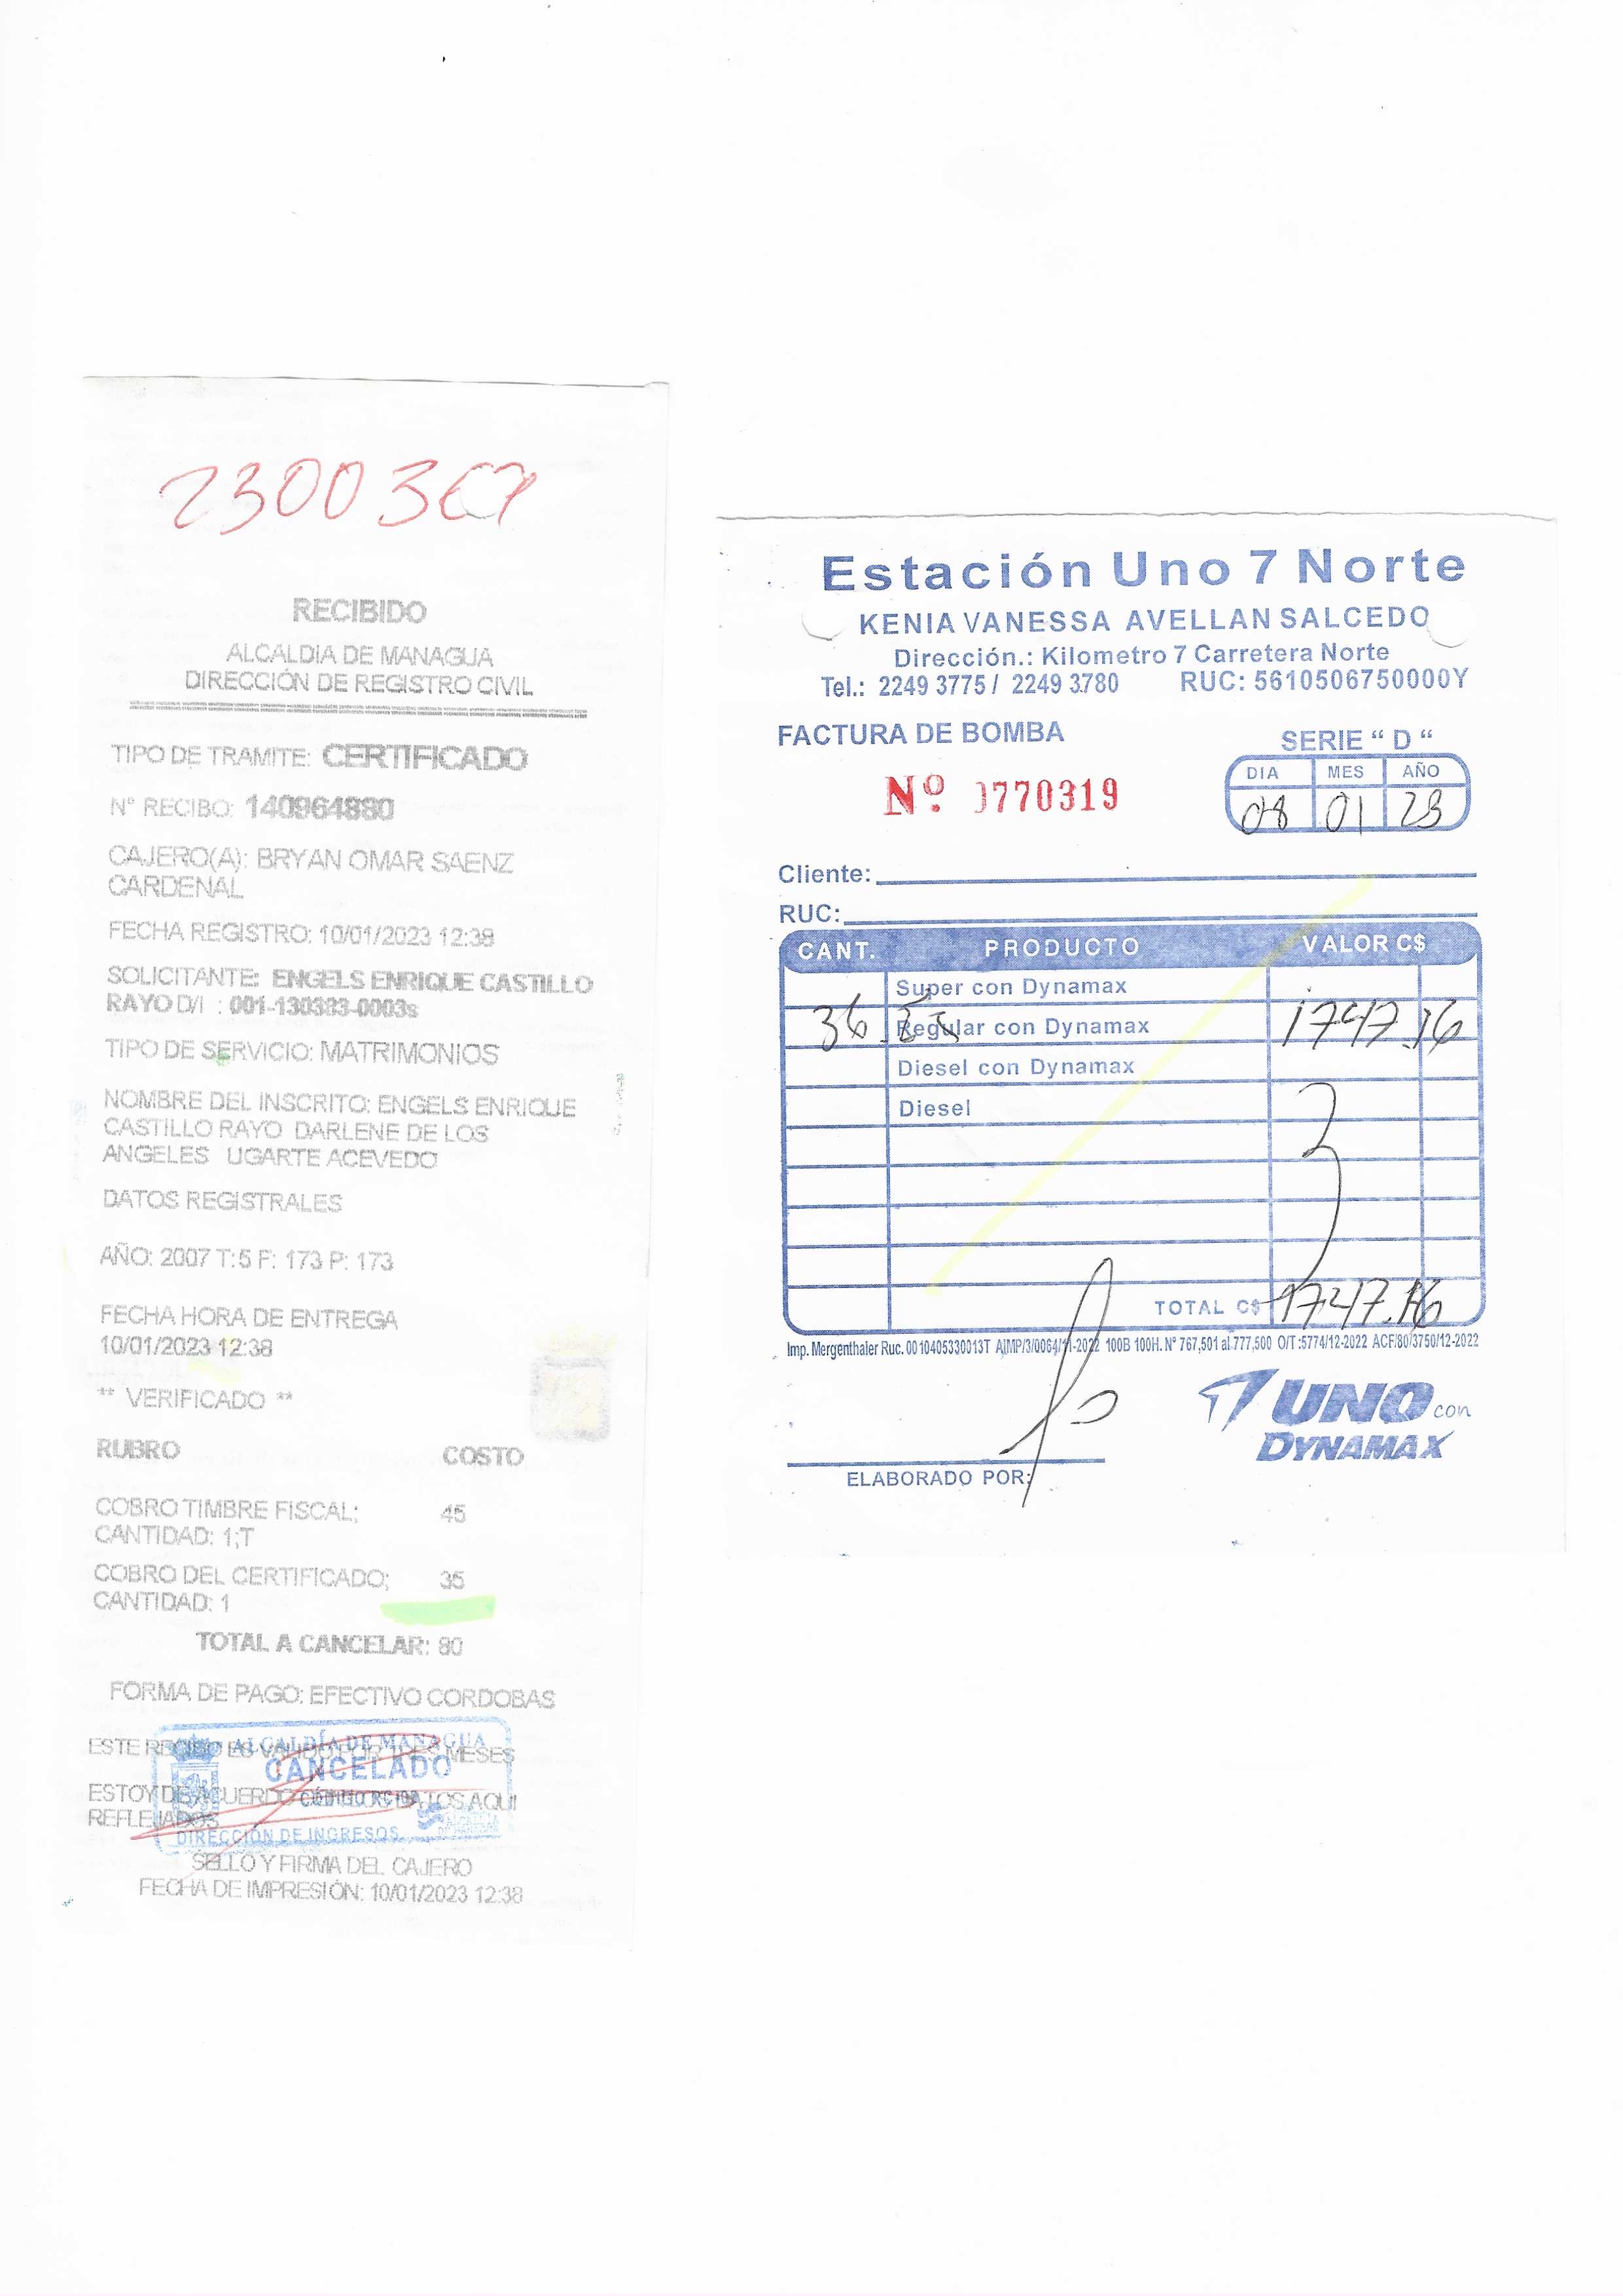 RECIBIDO
ALCALDIA DE MANAGUA
DIRECCIÓN DE REGISTRO CIVIL
TIPO DE TRAMITE: CERTIFICADO
N° RECIBO: 140964880
CAJERO(A): BRYAN OMAR SAENZ
CARDENAL
FECHA REGISTRO: 10/01/2023 12:38
SOLICITANTE: ENGELS ENRIQUE CASTILLO
RAYO D/I : 001-130383-0003s
TIPO DE SERVICIO: MATRIMONIOS
NOMBRE DEL INSCRITO: ENGELS ENRIQUE
CASTILLO RAYO DARLENE DE LOS
ANGELES UGARTE ACEVEDO
DATOS REGISTRALES
AÑO: 2007 T:5 F: 173 P: 173
FECHA HORA DE ENTREGA
10/01/2023 12:38
** VERIFICADO **
RUBRO COSTO
COBRO TIMBRE FISCAL; 45
CANTIDAD: 1;T
COBRO DEL CERTIFICADO; 35
CANTIDAD: 1
TOTAL A CANCELAR: 80
FORMA DE PAGO: EFECTIVO CORDOBAS
ESTE RECIBO ES VALIDO POR TRES MESES
ESTOY DE ACUERDO DATOS AQUI
REFLEJADOS
ALCALDÍA DE MANAGUA
CANCELADO
DIRECCIÓN DE INGRESOS
SELLO Y FIRMA DEL CAJERO
FECHA DE IMPRESIÓN: 10/01/2023 12:38
Estación Uno 7 Norte
KENIA VANESSA AVELLAN SALCEDO
Dirección.: Kilometro 7 Carretera Norte
Tel.: 2249 3775 / 2249 3780 RUC: 5610506750000Y
FACTURA DE BOMBA SERIE “ D “
Nº 0770319
DIA MES AÑO
08 01 23
Cliente:
RUC:
CANT. PRODUCTO VALOR C$
Super con Dynamax
36. Regular con Dynamax 1747.16
Diesel con Dynamax
Diesel
TOTAL C$ 1747.16
Imp. Mergenthaler Ruc. 0010405330013T AIMP/3/0064/11-2022 100B 100H. Nº 767,501 al 777,500 O/T :5774/12-2022 ACF/80/3750/12-2022
UNO con
DYNAMAX
ELABORADO POR: